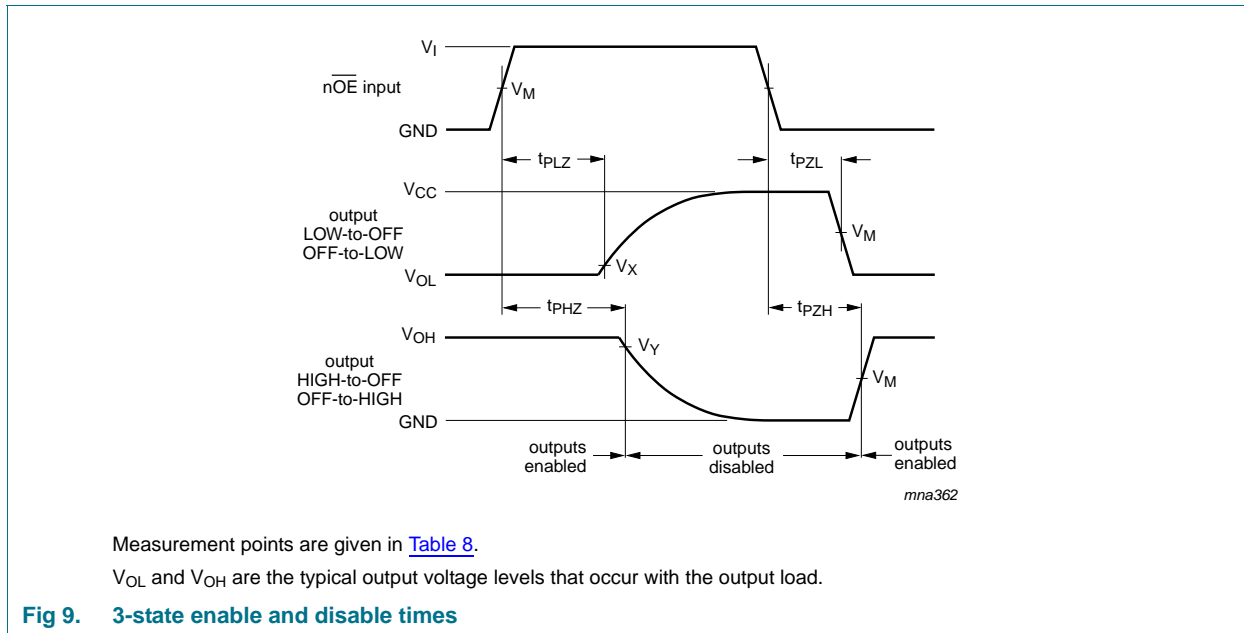 VI
nOE input
VM
GND
tPLZ
tPZL
VCC
output
LOW-to-OFF
OFF-to-LOW
VM
VX
VOL
tPHZ
tPZH
VOH
VY
output
HIGH-to-OFF
OFF-to-HIGH
VM
GND
outputs
enabled
outputs
disabled
outputs
enabled
mna362
Measurement points are given in Table 8.
VOL and VOH are the typical output voltage levels that occur with the output load.
Fig 9. 3-state enable and disable times